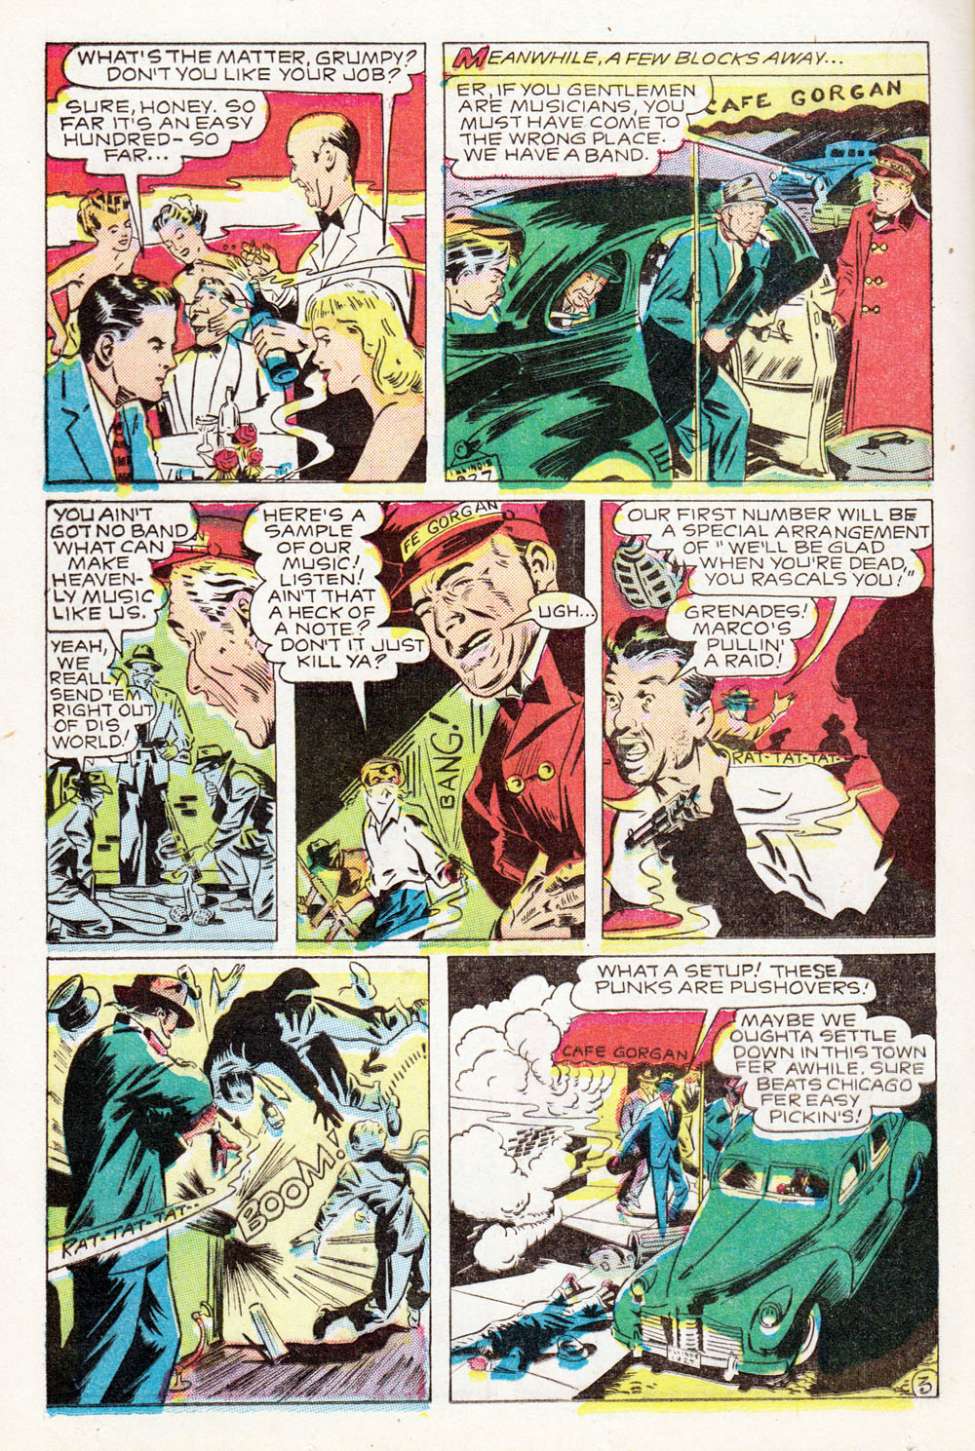 WHAT'S THE MATTER, GRUMPY?
DON'T YOU LIKE YOUR JOB?
SURE, HONEY. SO
FAR IT'S AN EASY
HUNDRED- SO
FAR...
MEANWHILE, A FEW BLOCKS AWAY...
ER, IF YOU GENTLEMEN
ARE MUSICIANS, YOU
MUST HAVE COME TO
THE WRONG PLACE.
WE HAVE A BAND.
CAFE GORGAN
YOU AIN'T
GOT NO BAND
WHAT CAN
MAKE
HEAVEN-
LY MUSIC
LIKE US.
YEAH,
WE
REALLY
SEND 'EM
RIGHT OUT
OF DIS
WORLD!
HERE'S A
SAMPLE
OF OUR
MUSIC!
LISTEN!
AIN'T THAT
A HECK OF
A NOTE?
DON'T IT JUST
KILL YA?
FE GORGAN
UGH...
BANG!
OUR FIRST NUMBER WILL BE
A SPECIAL ARRANGEMENT
OF "WE'LL BE GLAD
WHEN YOU'RE DEAD,
YOU RASCALS YOU!"
GRENADES!
MARCO'S
PULLIN'
A RAID!
RAT-TAT-TAT-
RAT-TAT-TAT--
BOOM!
WHAT A SETUP! THESE
PUNKS ARE PUSHOVERS!
CAFE GORGAN
MAYBE WE
OUGHTA SETTLE
DOWN IN THIS TOWN
FER AWHILE. SURE
BEATS CHICAGO
FER EASY
PICKIN'S!
3